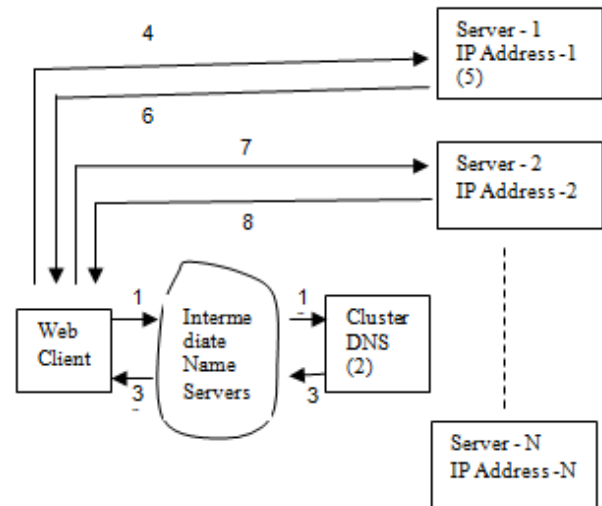 4
Server - 1
IP Address -1
(5)
6
7
Server - 2
IP Address -2
8
1
1
Web
Client
Interme
diate
Name
Servers
Cluster
DNS
(2)
3
3
Server - N
IP Address -N